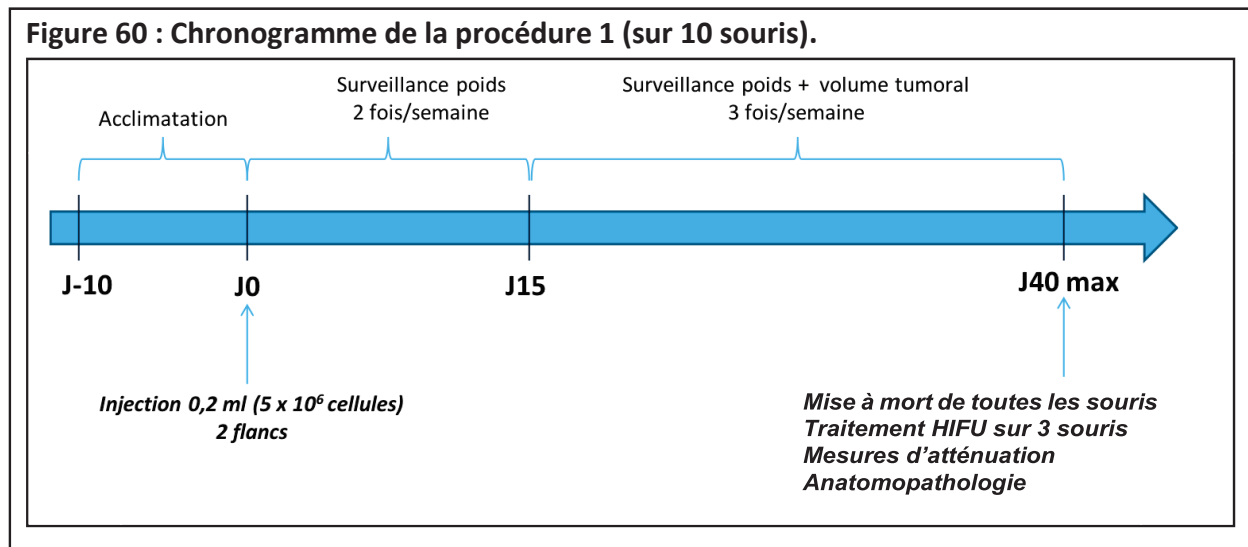 Figure 60 : Chronogramme de la procédure 1 (sur 10 souris).
Acclimatation
Surveillance poids
2 fois/semaine
Surveillance poids + volume tumoral
3 fois/semaine
J-10
J0
J15
J40 max
Injection 0,2 ml (5 x 10⁶ cellules)
2 flancs
Mise à mort de toutes les souris
Traitement HIFU sur 3 souris
Mesures d’atténuation
Anatomopathologie